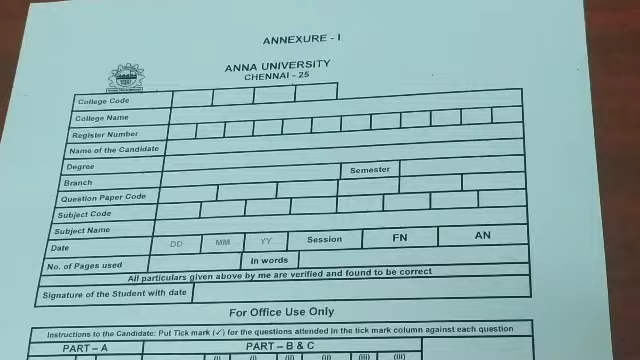 ANNEXURE - I
ANNA UNIVERSITY
CHENNAI - 25
College Code
College Name
Register Number
Name of the Candidate
Degree
Semester
Branch
Question Paper Code
Subject Code
Subject Name
Date DD MM YY Session FN AN
No. of Pages used In words
All particulars given above by me are verified and found to be correct
Signature of the Student with date
For Office Use Only
Instructions to the Candidate: Put Tick mark (✓) for the questions attended in the tick mark column against each question
PART – A PART – B & C
(i) (i) (ii) (ii) (iii) (iii)